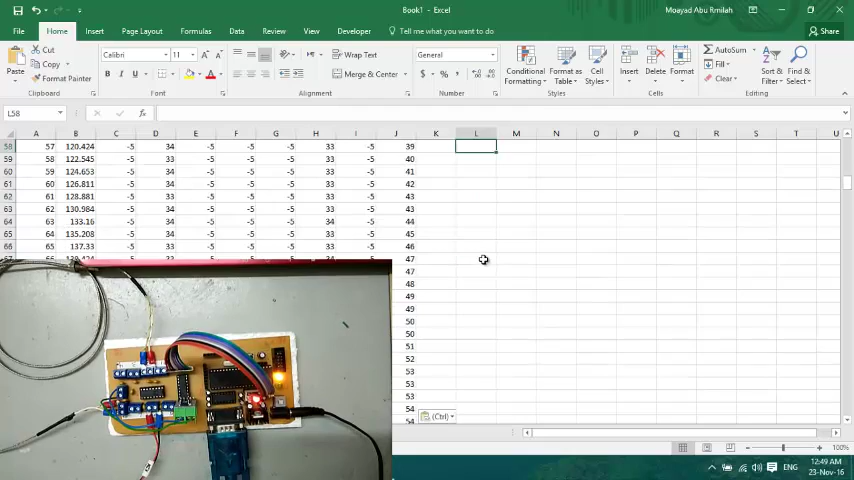 Book1 - Excel
Moayad Abu Rmilah
File Home Insert Page Layout Formulas Data Review View Developer Tell me what you want to do Share
Paste Cut Copy Format Painter Clipboard
Calibri 11 B I U Font
Wrap Text Merge & Center Alignment
General $ % , Number
Conditional Formatting Format as Table Cell Styles Styles
Insert Delete Format Cells
AutoSum Fill Clear Sort & Filter Find & Select Editing
L58 fx
A B C D E F G H I J K L M N O P Q R S T U
58 57 120.424 -5 34 -5 -5 -5 33 -5 39
59 58 122.545 -5 33 -5 -5 -5 33 -5 40
60 59 124.653 -5 34 -5 -5 -5 33 -5 41
61 60 126.811 -5 34 -5 -5 -5 33 -5 42
62 61 128.881 -5 34 -5 -5 -5 33 -5 43
63 62 130.984 -5 33 -5 -5 -5 33 -5 43
64 63 133.16 -5 34 -5 -5 -5 33 -5 44
65 64 135.208 -5 33 -5 -5 -5 33 -5 45
66 65 137.33 -5 33 -5 -5 -5 33 -5 46
47
47
48
49
49
50
50
51
52
53
53
54
54
(Ctrl)
100%
ENG 12:49 AM
23-Nov-16